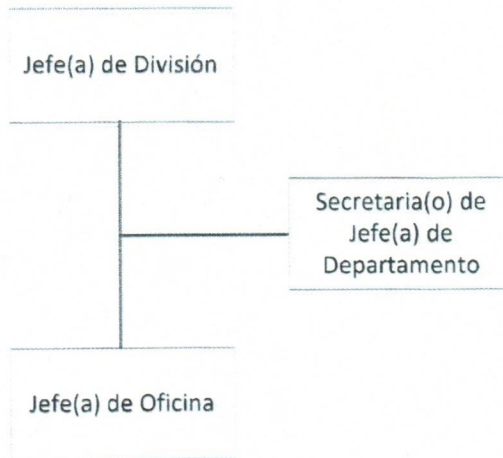 Jefe(a) de División
Secretaria(o) de
Jefe(a) de
Departamento
Jefe(a) de Oficina